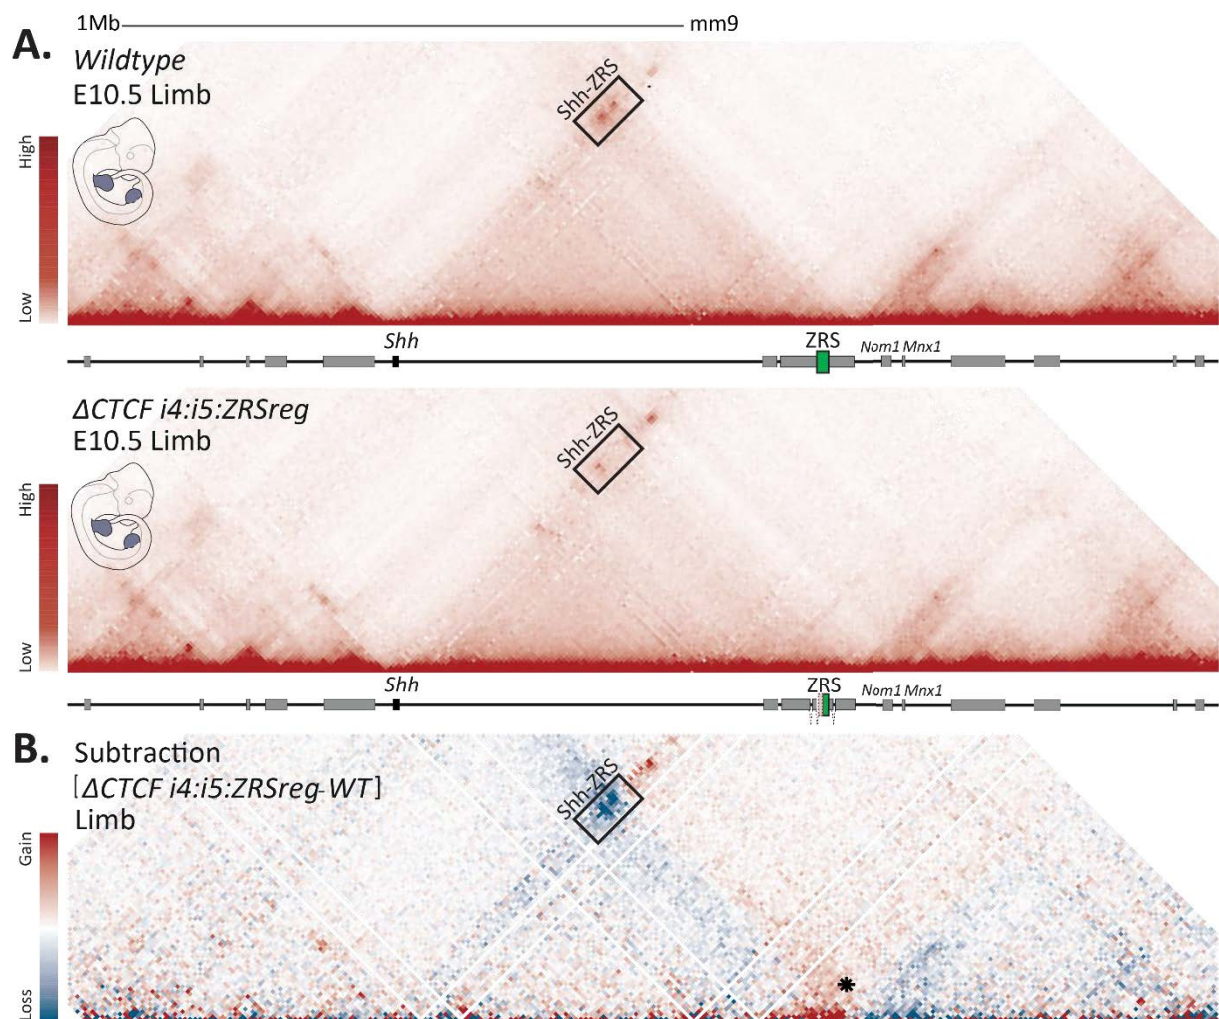 1Mb mm9
A.
Wildtype
E10.5 Limb
Shh-ZRS
High
Low
Shh ZRS Nom1 Mnx1
ΔCTCF i4:i5:ZRSreg
E10.5 Limb
Shh-ZRS
High
Low
Shh ZRS Nom1 Mnx1
B. Subtraction
[ΔCTCF i4:i5:ZRSreg-WT]
Limb
Shh-ZRS
Gain
Loss
*